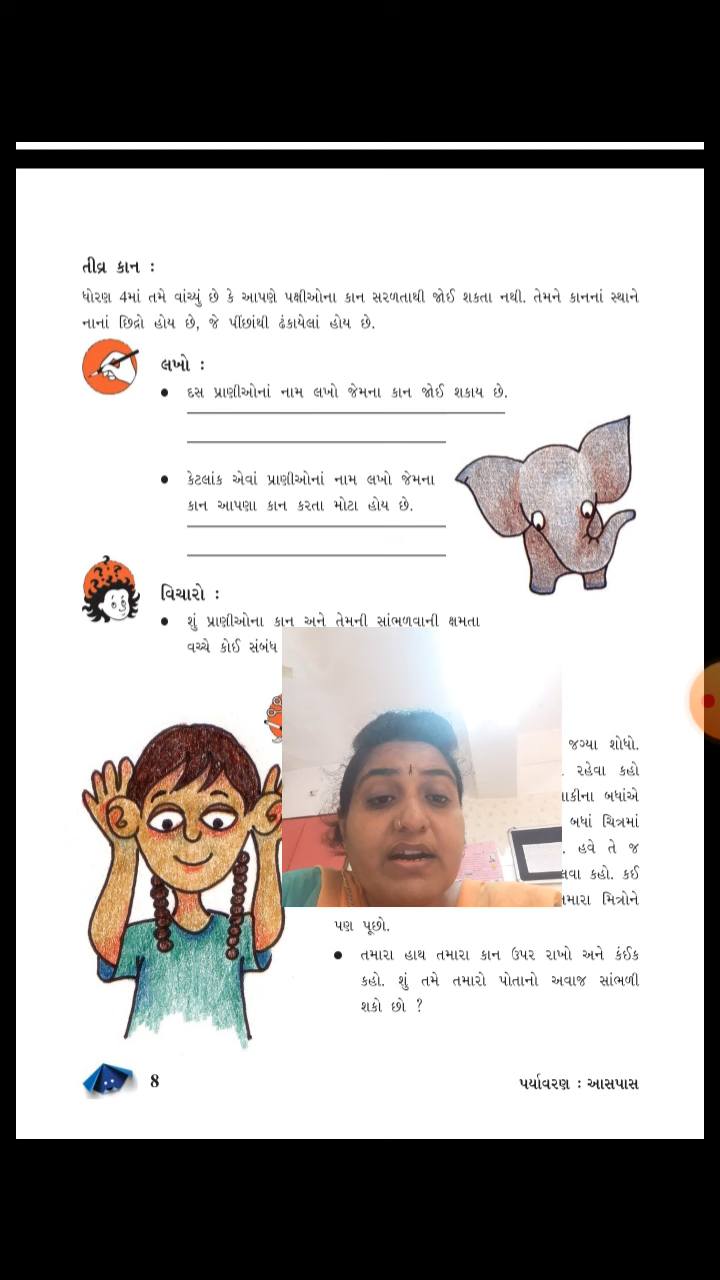 તીવ્ર કાન :
ધોરણ 4માં તમે વાંચ્યું છે કે આપણે પક્ષીઓના કાન સરળતાથી જોઈ શકતા નથી. તેમને કાનનાં સ્થાને
નાનાં છિદ્રો હોય છે, જે પીંછાંથી ઢંકાયેલાં હોય છે.
લખો :
● દસ પ્રાણીઓનાં નામ લખો જેમના કાન જોઈ શકાય છે.
● કેટલાંક એવાં પ્રાણીઓનાં નામ લખો જેમના
કાન આપણા કાન કરતા મોટા હોય છે.
વિચારો :
● શું પ્રાણીઓના કાન અને તેમની સાંભળવાની ક્ષમતા
વચ્ચે કોઈ સંબંધ
જગ્યા શોધો.
રહેવા કહો
બધાંએ
બધાં ચિત્રમાં
હવે તે જ
કહો. કઈ
મિત્રોને
પણ પૂછો.
● તમારા હાથ તમારા કાન ઉપર રાખો અને કંઈક
કહો. શું તમે તમારો પોતાનો અવાજ સાંભળી
શકો છો ?
8
પર્યાવરણ : આસપાસ